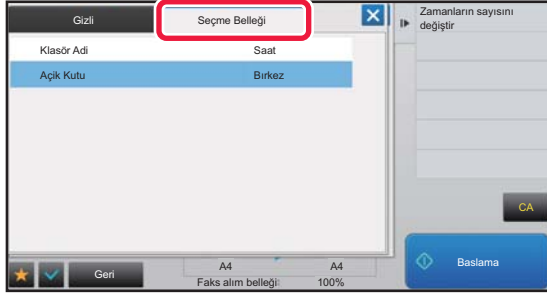 Gizli
Seçme Belleği
Klasör Adi
Saat
Açik Kutu
Bırkez
Zamanların sayısını
değiştir
CA
Baslama
Geri
A4
A4
Faks alım belleği:
100%